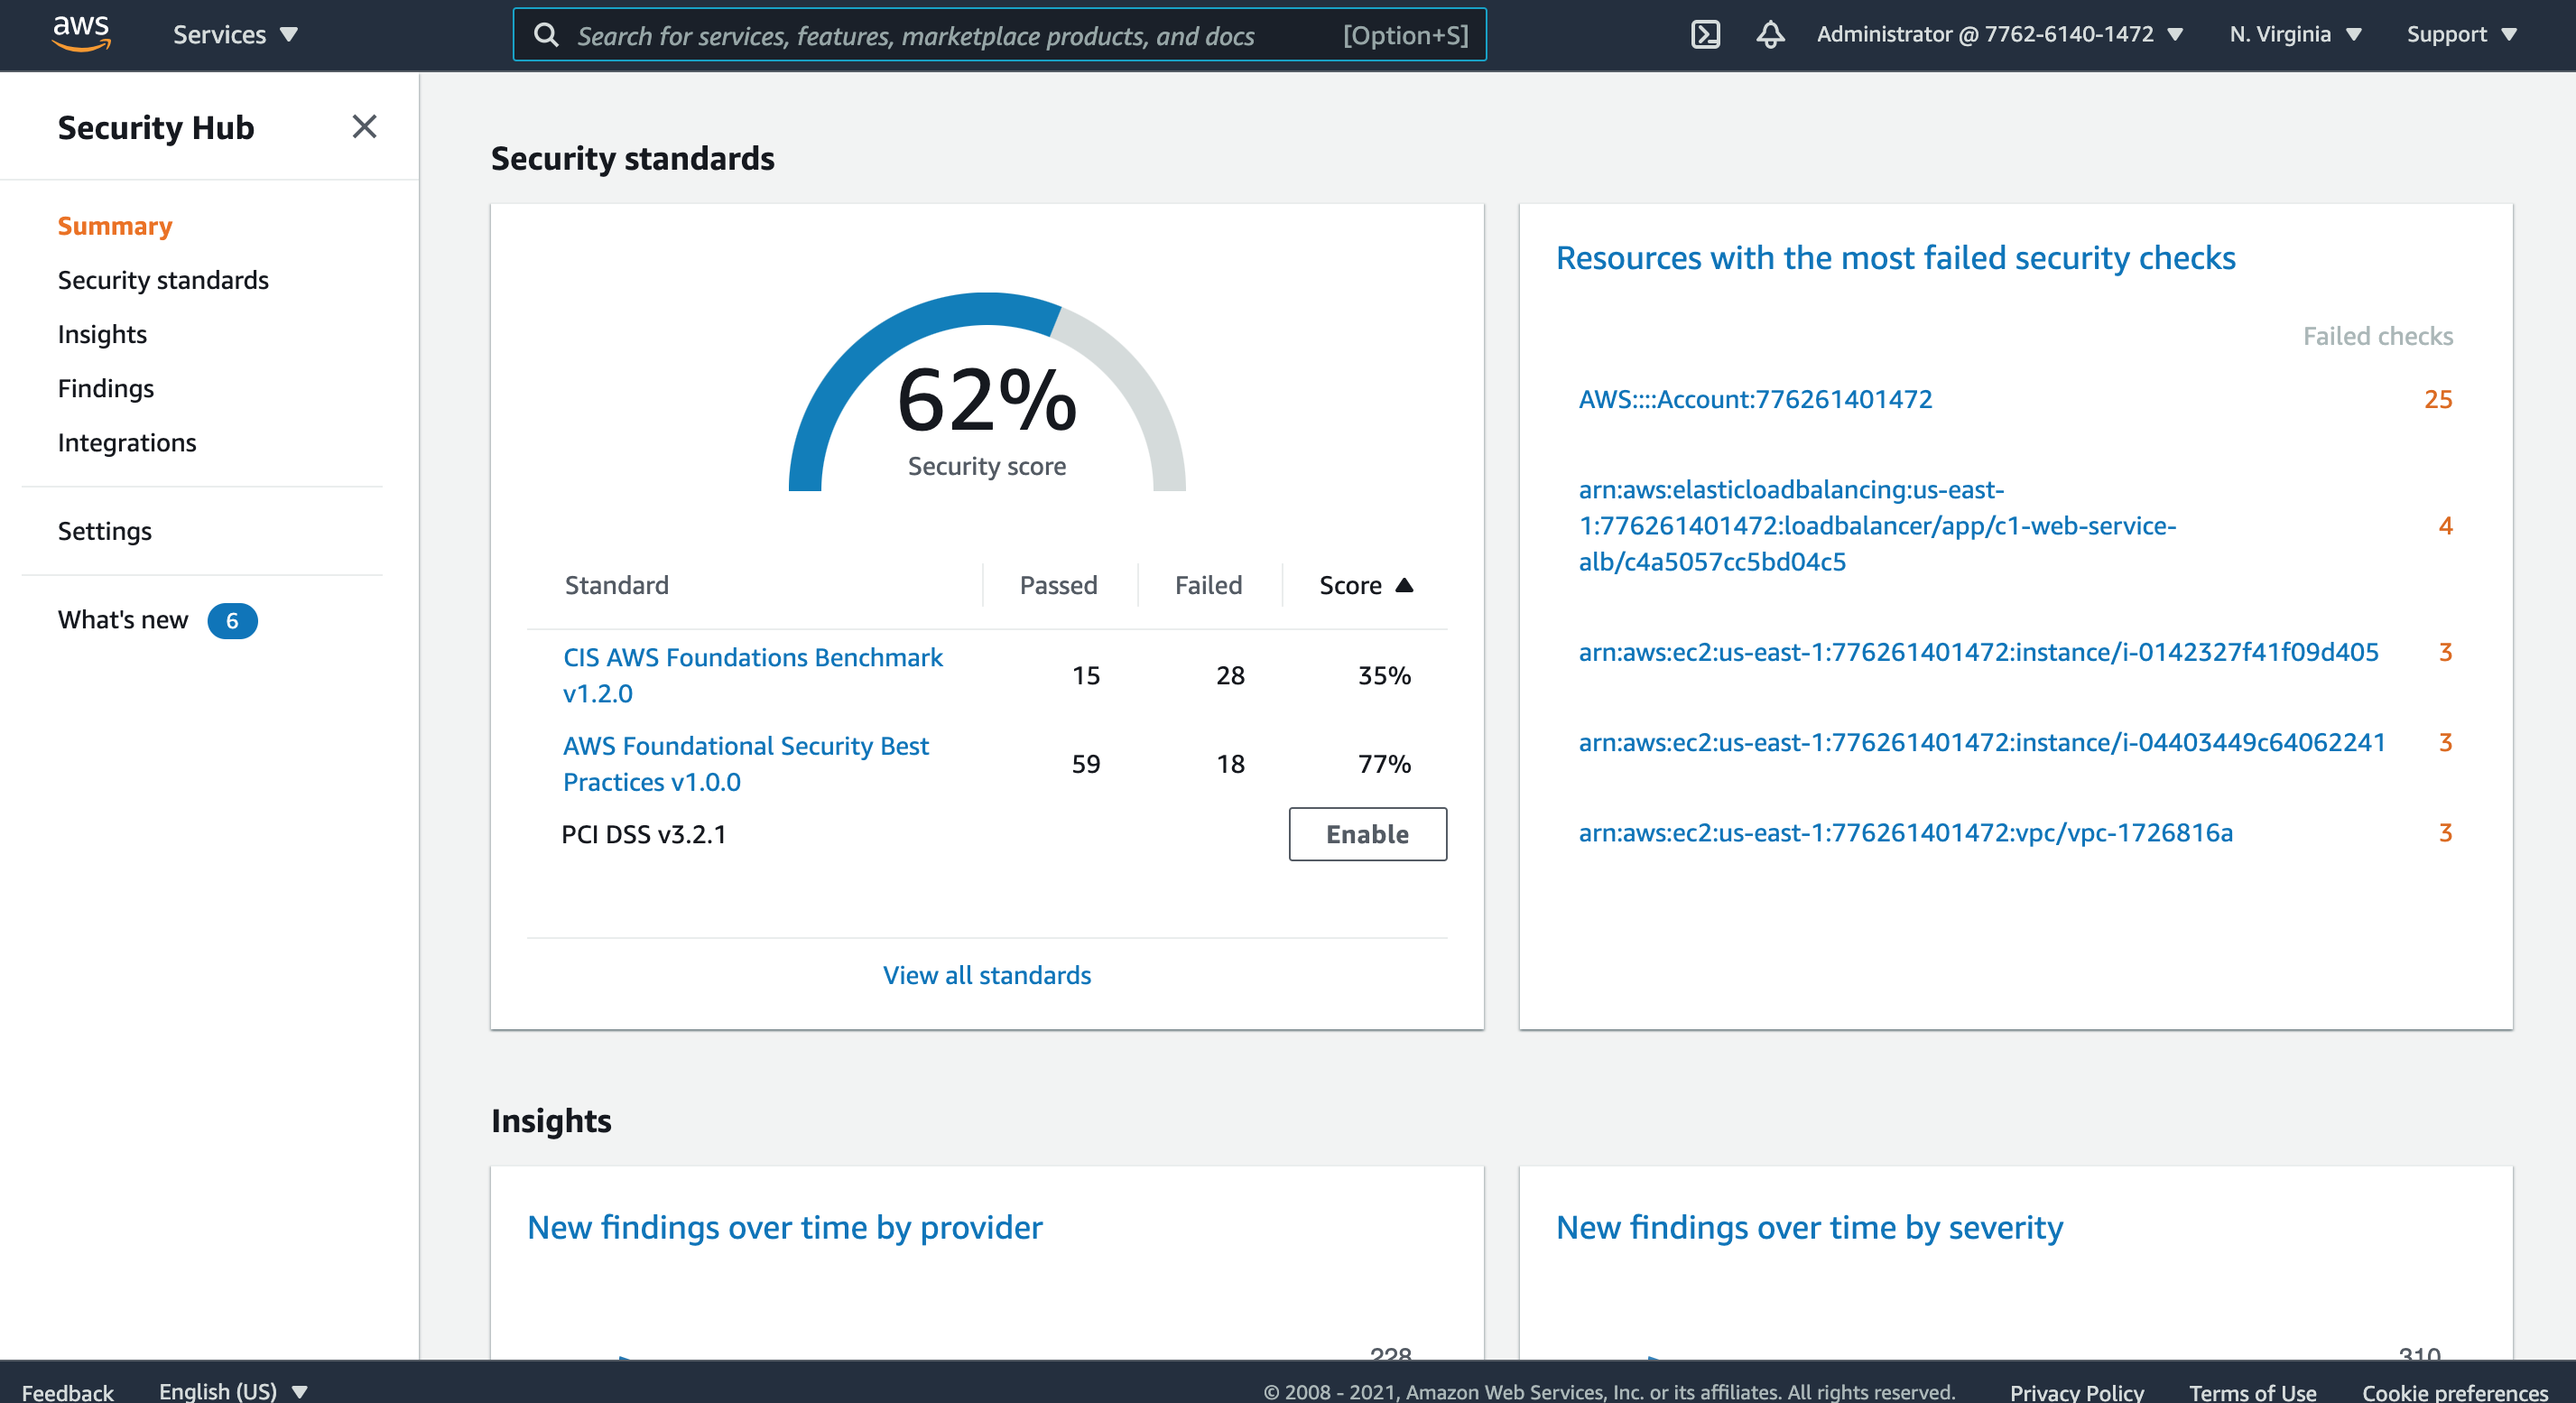 aws
Services
Search for services, features, marketplace products, and docs [Option+S]
Administrator @ 7762-6140-1472
N. Virginia
Support
Security Hub
Summary
Security standards
Insights
Findings
Integrations
Settings
What's new 6
Security standards
62%
Security score
Standard Passed Failed Score
CIS AWS Foundations Benchmark
v1.2.0
15 28 35%
AWS Foundational Security Best
Practices v1.0.0
59 18 77%
PCI DSS v3.2.1 Enable
View all standards
Resources with the most failed security checks
Failed checks
AWS::::Account:776261401472 25
arn:aws:elasticloadbalancing:us-east-
1:776261401472:loadbalancer/app/c1-web-service-
alb/c4a5057cc5bd04c5
4
arn:aws:ec2:us-east-1:776261401472:instance/i-0142327f41f09d405 3
arn:aws:ec2:us-east-1:776261401472:instance/i-04403449c64062241 3
arn:aws:ec2:us-east-1:776261401472:vpc/vpc-1726816a 3
Insights
New findings over time by provider
228
New findings over time by severity
310
Feedback
English (US)
© 2008 - 2021, Amazon Web Services, Inc. or its affiliates. All rights reserved.
Privacy Policy
Terms of Use
Cookie preferences